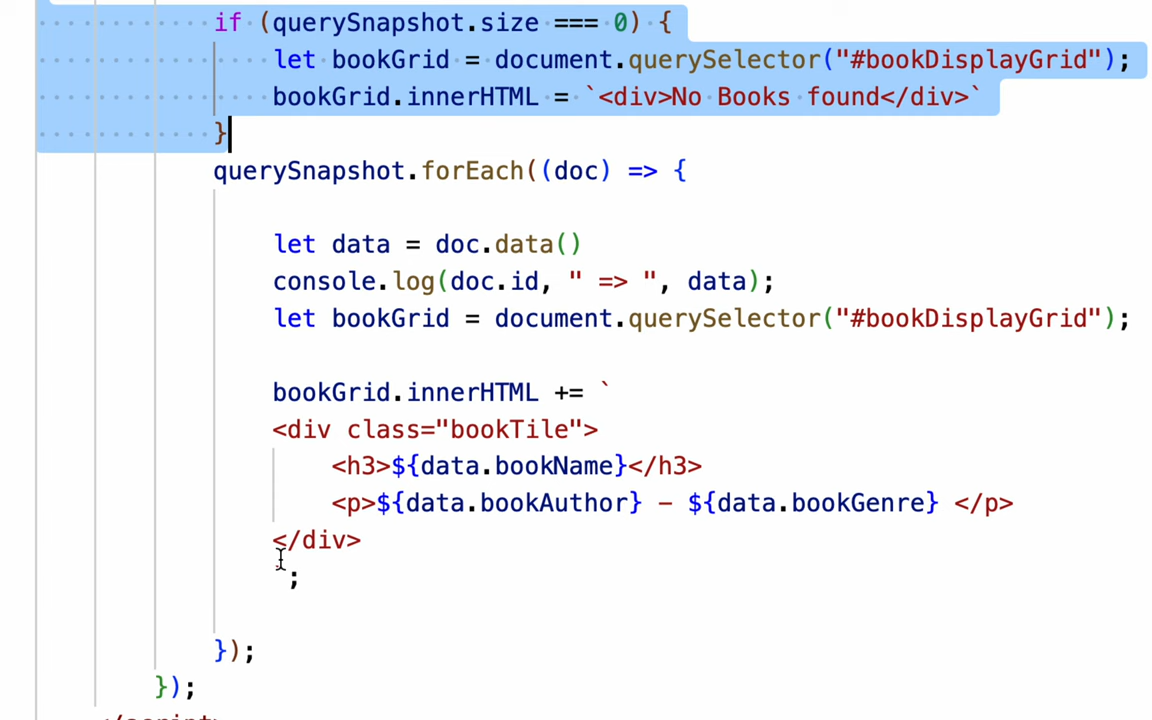 if (querySnapshot.size === 0) {
let bookGrid = document.querySelector("#bookDisplayGrid");
bookGrid.innerHTML = `<div>No Books found</div>`
}
querySnapshot.forEach((doc) => {
let data = doc.data()
console.log(doc.id, " => ", data);
let bookGrid = document.querySelector("#bookDisplayGrid");
bookGrid.innerHTML += `
<div class="bookTile">
<h3>${data.bookName}</h3>
<p>${data.bookAuthor} – ${data.bookGenre} </p>
</div>
`;
});
});
</script>